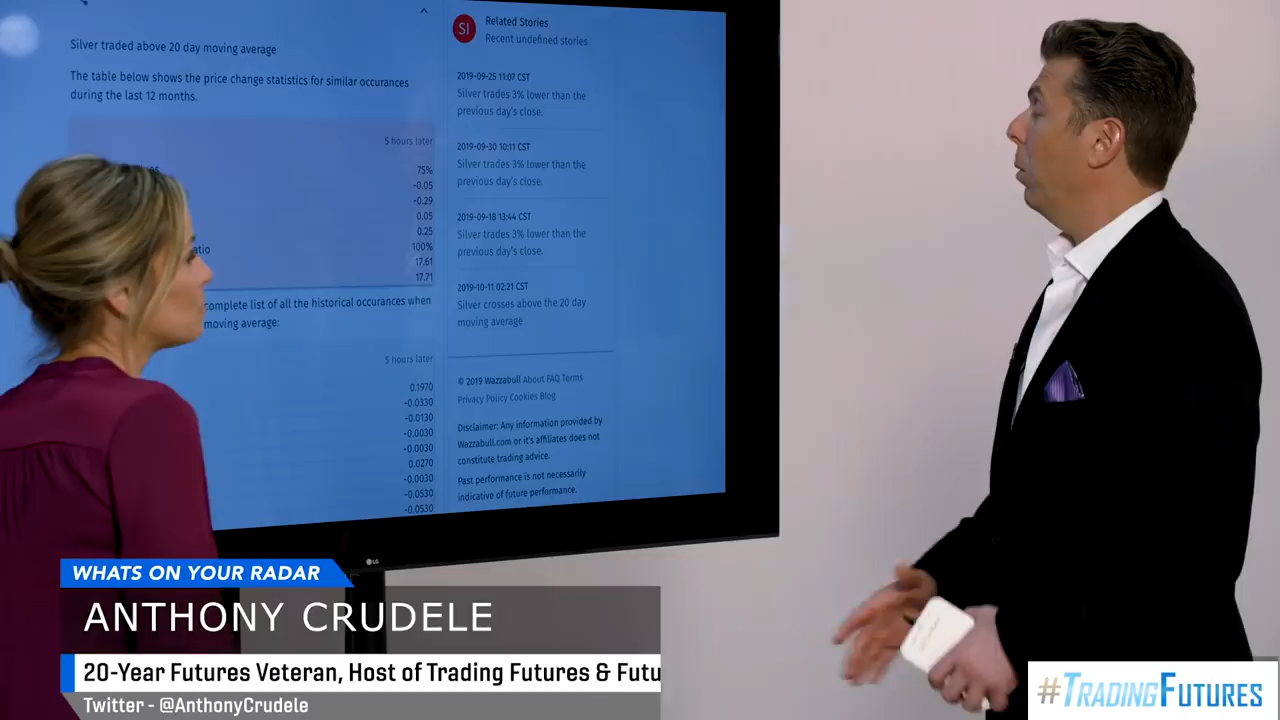 Silver traded above 20 day moving average
The table below shows the price change statistics for similar occurances
during the last 12 months.
5 hours later
75%
-0.05
-0.29
0.05
0.25
100%
17.61
17.71
complete list of all the historical occurances when
moving average:
5 hours later
0.1970
-0.0330
-0.0130
-0.0030
-0.0030
0.0270
-0.0030
-0.0530
-0.0530
SI
Related Stories
Recent undefined stories
2019-09-25 11:07 CST
Silver trades 3% lower than the
previous day's close.
2019-09-30 10:11 CST
Silver trades 3% lower than the
previous day's close.
2019-09-18 13:44 CST
Silver trades 3% lower than the
previous day's close.
2019-10-11 02:21 CST
Silver crosses above the 20 day
moving average
© 2019 Wazzabull About FAQ Terms
Privacy Policy Cookies Blog
Disclaimer: Any information provided by
Wazzabull.com or it's affiliates does not
constitute trading advice.
Past performance is not necessarily
indicative of future performance.
LG
WHATS ON YOUR RADAR
ANTHONY CRUDELE
20-Year Futures Veteran, Host of Trading Futures & Futu
Twitter - @AnthonyCrudele
#TRADINGFUTURES